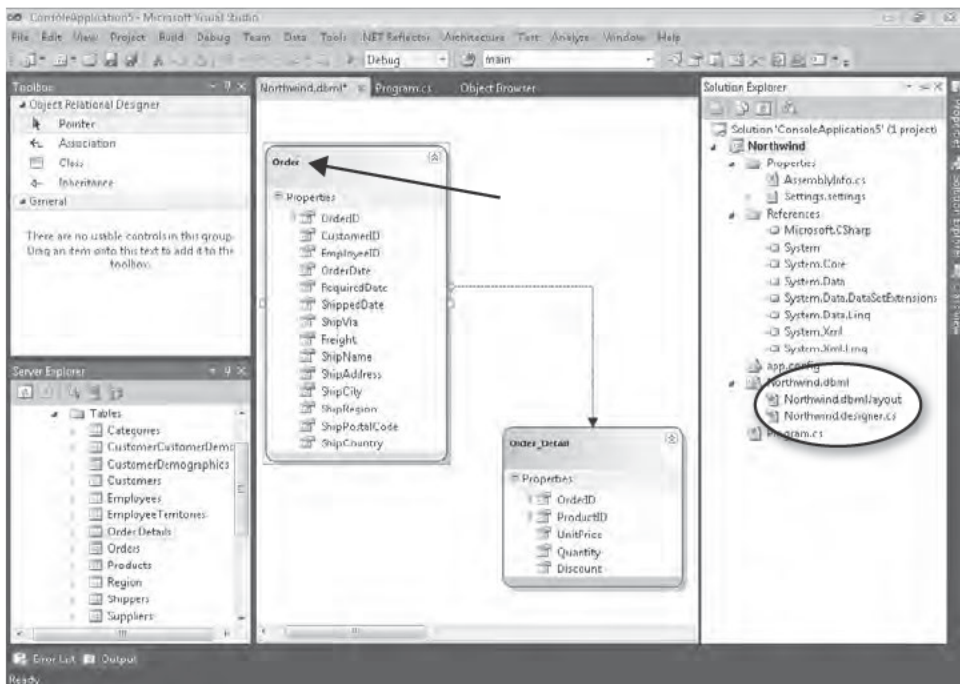 ConsoleApplication5 - Microsoft Visual Studio
File Edit View Project Build Debug Team Data Tools .NET Reflector Architecture Test Analyze Window Help
Debug main
Toolbox
Object Relational Designer
Pointer
Association
Class
Inheritance
General
There are no usable controls in this group.
Drag an item onto this text to add it to the
toolbox.
Server Explorer
Tables
Categories
CustomerCustomerDemo
CustomerDemographics
Customers
Employees
EmployeeTerritories
Order Details
Orders
Products
Region
Shippers
Suppliers
Northwind.dbml* Program.cs Object Browser
Order
Properties
OrderID
CustomerID
EmployeeID
OrderDate
RequiredDate
ShippedDate
ShipVia
Freight
ShipName
ShipAddress
ShipCity
ShipRegion
ShipPostalCode
ShipCountry
Order_Detail
Properties
OrderID
ProductID
UnitPrice
Quantity
Discount
Solution Explorer
Solution 'ConsoleApplication5' (1 project)
Northwind
Properties
AssemblyInfo.cs
Settings.settings
References
Microsoft.CSharp
System
System.Core
System.Data
System.Data.DataSetExtensions
System.Data.Linq
System.Xml
System.Xml.Linq
app.config
Northwind.dbml
Northwind.dbml.layout
Northwind.designer.cs
Program.cs
Properties
Solution Explorer
Class View
Error List Output
Ready